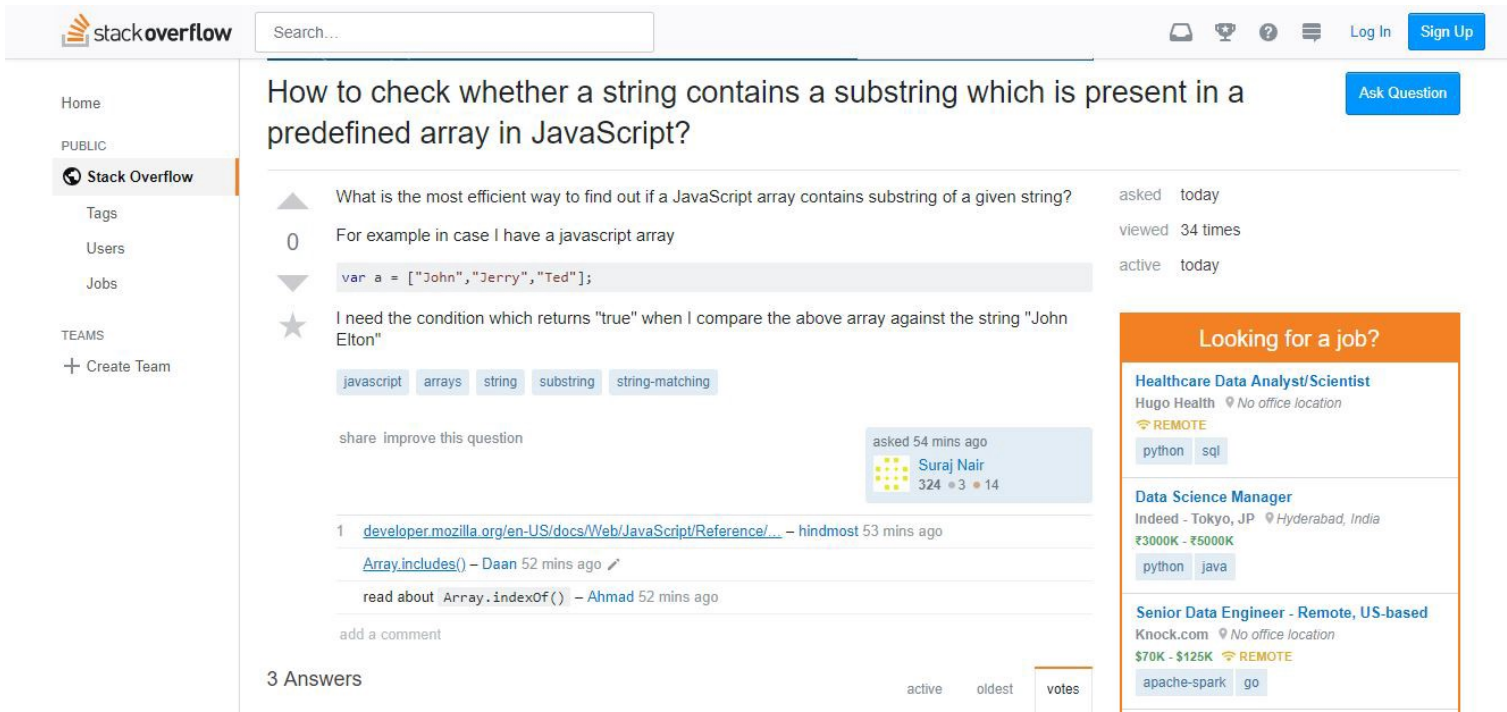 stackoverflow
Search...
Log In
Sign Up
Home
PUBLIC
Stack Overflow
Tags
Users
Jobs
TEAMS
Create Team
How to check whether a string contains a substring which is present in a
predefined array in JavaScript?
Ask Question
0
What is the most efficient way to find out if a JavaScript array contains substring of a given string?
For example in case I have a javascript array
var a = ["John","Jerry","Ted"];
I need the condition which returns "true" when I compare the above array against the string "John
Elton"
javascript arrays string substring string-matching
share improve this question
asked 54 mins ago
Suraj Nair
324 3 14
1 developer.mozilla.org/en-US/docs/Web/JavaScript/Reference/… – hindmost 53 mins ago
Array.includes() – Daan 52 mins ago
read about Array.indexOf() – Ahmad 52 mins ago
add a comment
3 Answers
active oldest votes
asked today
viewed 34 times
active today
Looking for a job?
Healthcare Data Analyst/Scientist
Hugo Health No office location
REMOTE
python sql
Data Science Manager
Indeed - Tokyo, JP Hyderabad, India
₹3000K - ₹5000K
python java
Senior Data Engineer - Remote, US-based
Knock.com No office location
$70K - $125K REMOTE
apache-spark go